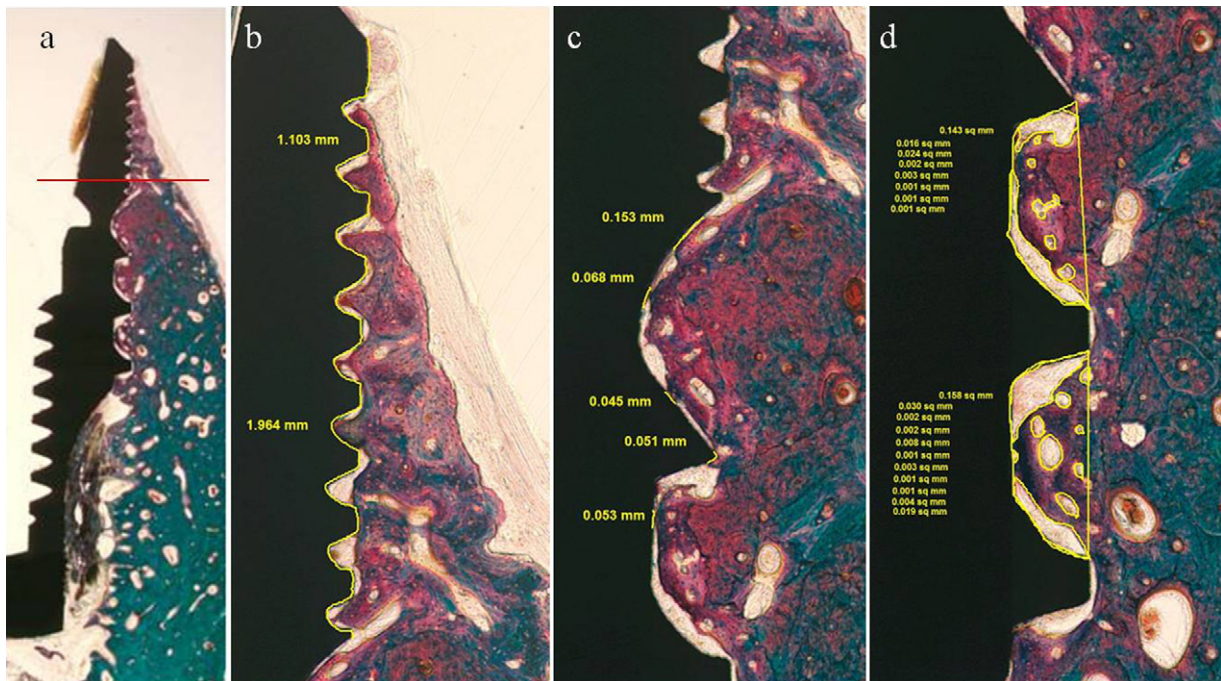 a
b
1.103 mm
1.964 mm
c
0.153 mm
0.068 mm
0.045 mm
0.051 mm
0.053 mm
d
0.143 sq mm
0.016 sq mm
0.024 sq mm
0.002 sq mm
0.003 sq mm
0.001 sq mm
0.001 sq mm
0.001 sq mm
0.158 sq mm
0.030 sq mm
0.002 sq mm
0.002 sq mm
0.008 sq mm
0.001 sq mm
0.003 sq mm
0.001 sq mm
0.001 sq mm
0.004 sq mm
0.019 sq mm